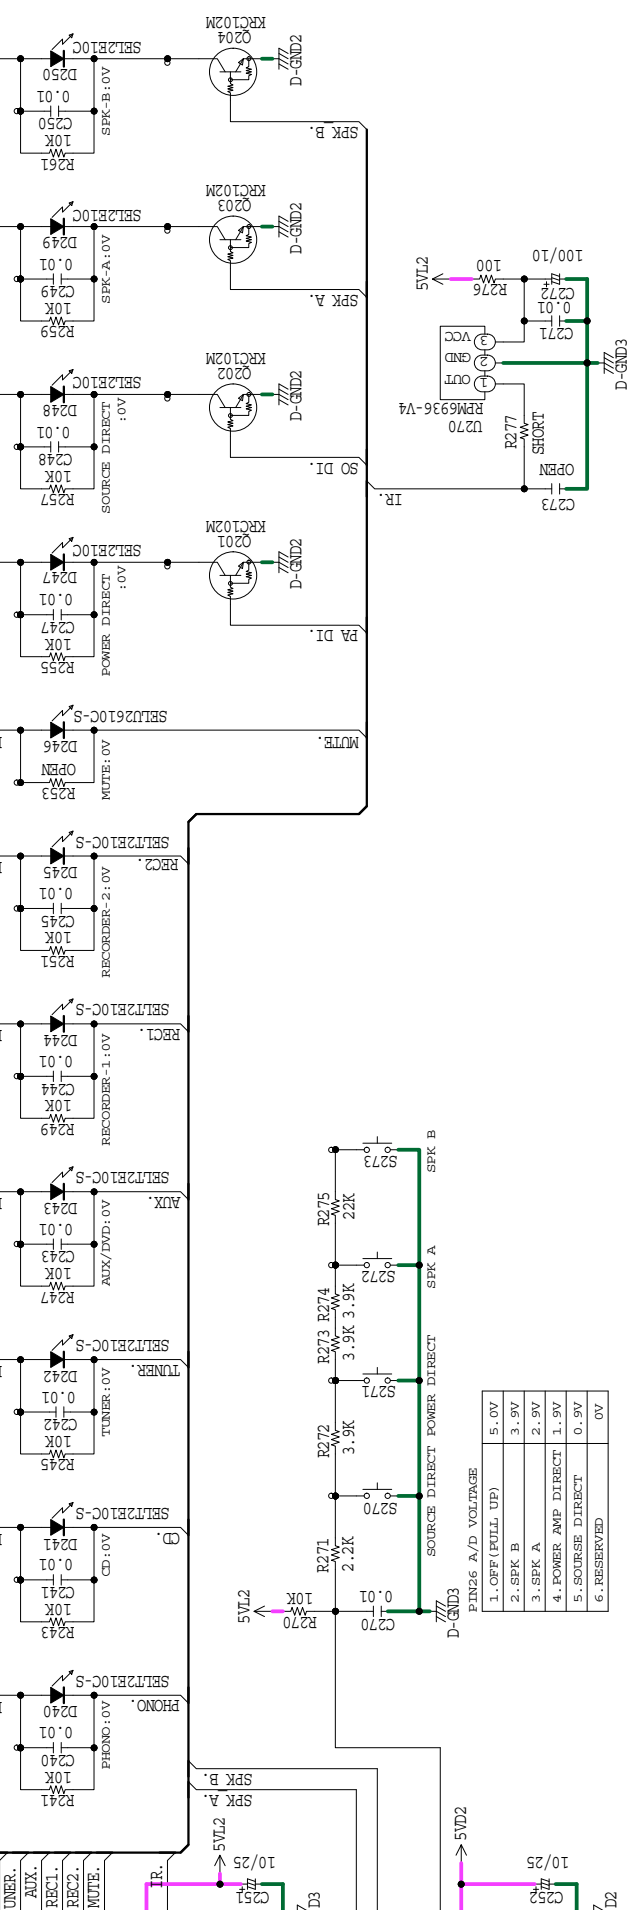 KRC102M
Q204
D-GND2
SEL2E10C
D250
0.01
C250
10K
R261
SPK-B:0V
SPK B.
KRC102M
Q203
D-GND2
SEL2E10C
D249
0.01
C249
10K
R259
SPK-A:0V
SPK A.
5VL2
100
R276
100/10
C272
0.01
C271
D-GND3
3 VCC
2 GND
1 OUT
RPM6936-V4
U270
R277
SHORT
OPEN
C273
IR.
KRC102M
Q202
D-GND2
SEL2E10C
D248
0.01
C248
10K
R257
SOURCE DIRECT
:0V
SO DI.
KRC102M
Q201
D-GND2
SEL2E10C
D247
0.01
C247
10K
R255
POWER DIRECT
:0V
PA DI.
SELU2610C-S
D246
OPEN
R253
MUTE:0V
MUTE.
SELT2E10C-S
D245
0.01
C245
10K
R251
RECORDER-2:0V
REC2.
SELT2E10C-S
D244
0.01
C244
10K
R249
RECORDER-1:0V
REC1.
SELT2E10C-S
D243
0.01
C243
10K
R247
AUX/DVD:0V
AUX.
SELT2E10C-S
D242
0.01
C242
10K
R245
TUNER:0V
TUNER.
SELT2E10C-S
D241
0.01
C241
10K
R243
CD:0V
CD.
SELT2E10C-S
D240
0.01
C240
10K
R241
PHONO:0V
PHONO.
S273
SPK B
R275
22K
S272
SPK A
R274
3.9K
R273
3.9K
S271
POWER DIRECT
R272
3.9K
S270
SOURCE DIRECT
R271
2.2K
5VL2
10K
R270
0.01
C270
D-GND3
PIN26 A/D VOLTAGE
1.OFF(PULL UP) 5.0V
2.SPK B 3.9V
3.SPK A 2.9V
4.POWER AMP DIRECT 1.9V
5.SOURSE DIRECT 0.9V
6.RESERVED 0V
SPK B.
SPK A.
UNER.
AUX.
REC1.
REC2.
MUTE.
IR.
5VL2
10/25
C251
D3
5VD2
10/25
C252
D2